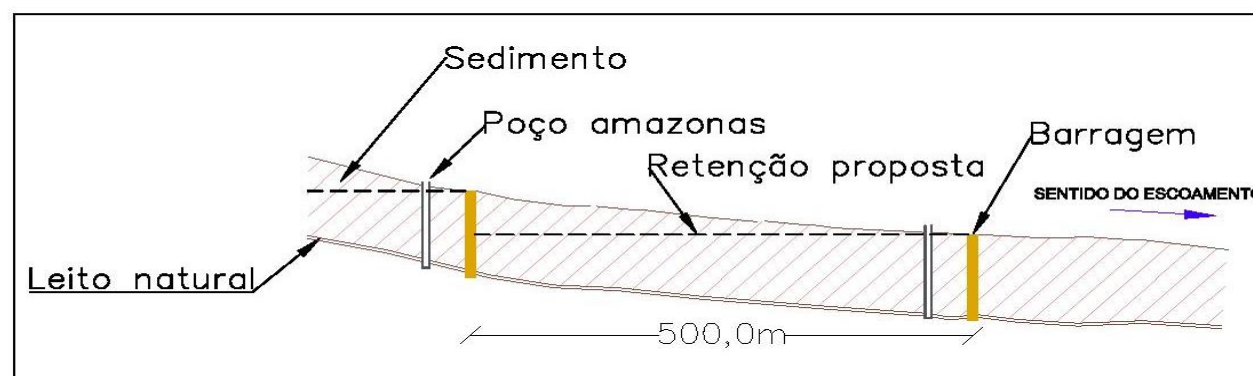 Sedimento
Poço amazonas
Barragem
Retenção proposta
SENTIDO DO ESCOAMENTO
Leito natural
500,0m